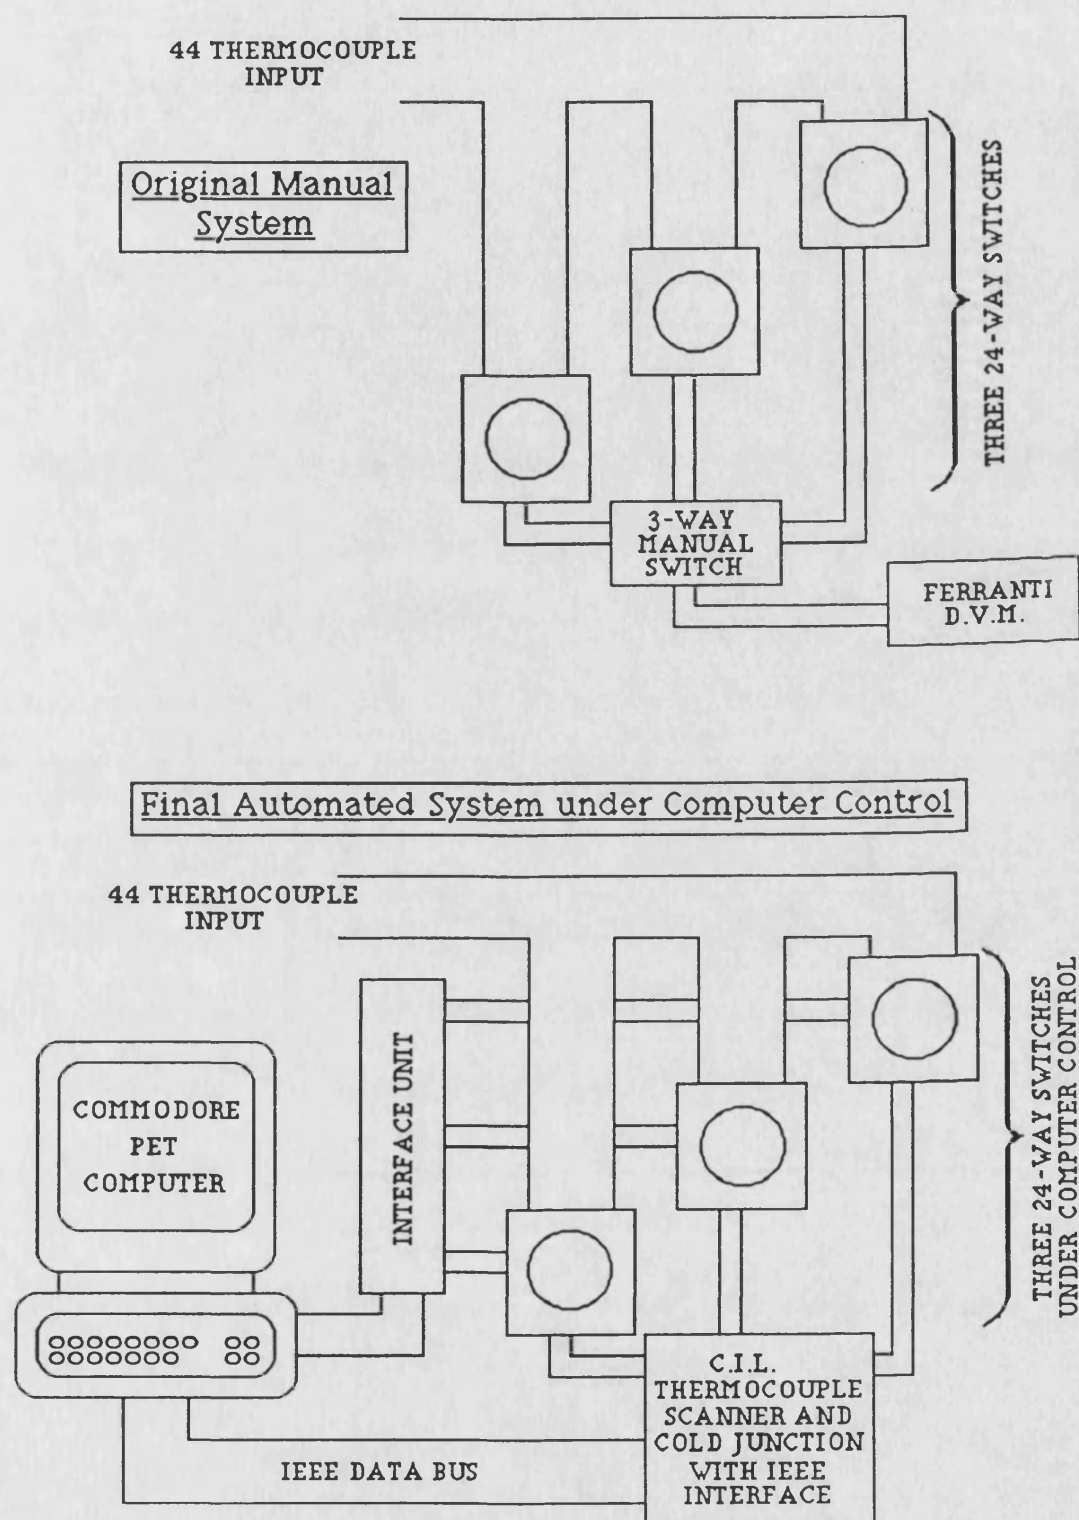 44 THERMOCOUPLE
INPUT
Original Manual
System
THREE 24-WAY SWITCHES
3-WAY
MANUAL
SWITCH
FERRANTI
D.V.M.
Final Automated System under Computer Control
44 THERMOCOUPLE
INPUT
INTERFACE UNIT
COMMODORE
PET
COMPUTER
THREE 24-WAY SWITCHES
UNDER COMPUTER CONTROL
C.I.L.
THERMOCOUPLE
SCANNER AND
COLD JUNCTION
WITH IEEE
INTERFACE
IEEE DATA BUS